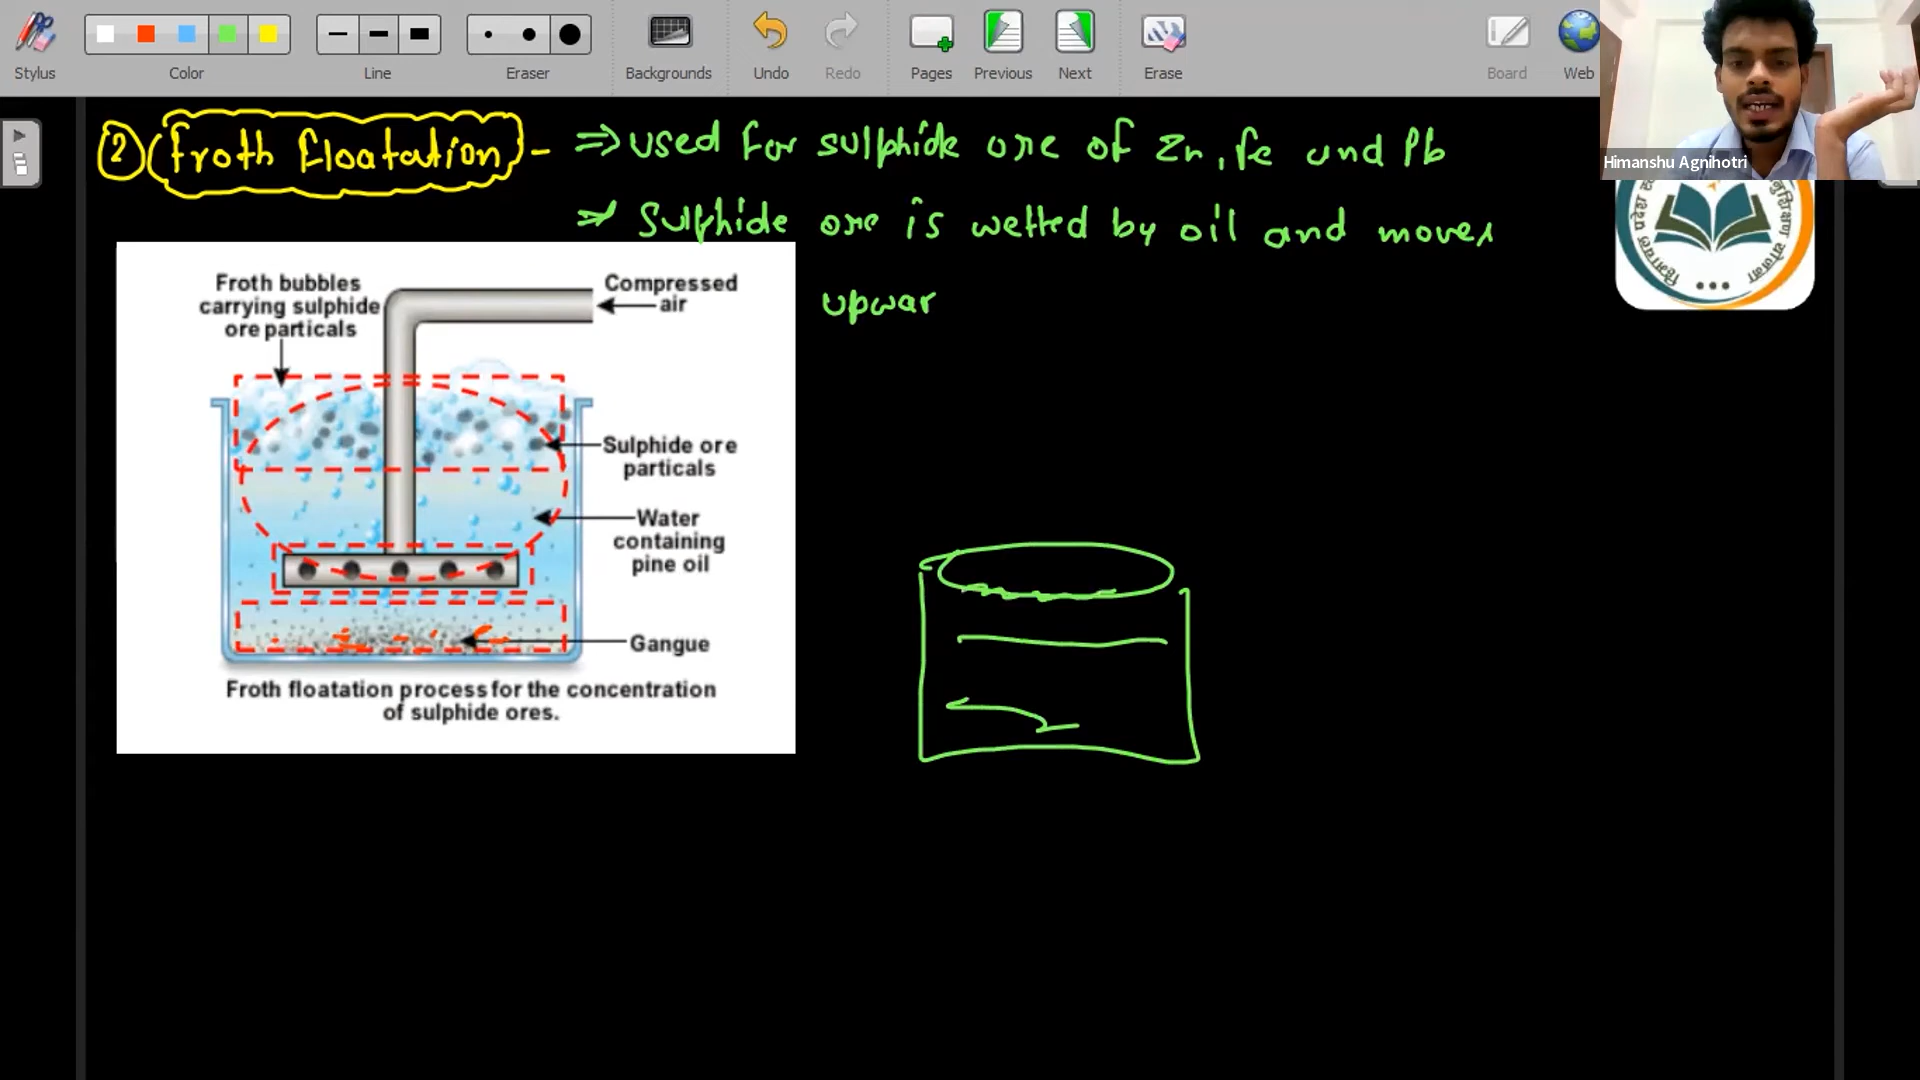 Stylus
Color
Line
Eraser
Backgrounds
Undo
Redo
Pages
Previous
Next
Erase
Board
Web
Himanshu Agnihotri
② Froth Floatation - ⇒ used for sulphide ore of Zn, Fe and Pb
⇒ Sulphide ore is wetted by oil and moves
upwar
Froth bubbles
carrying sulphide
ore particals
Compressed
air
Sulphide ore
particals
Water
containing
pine oil
Gangue
Froth floatation process for the concentration
of sulphide ores.